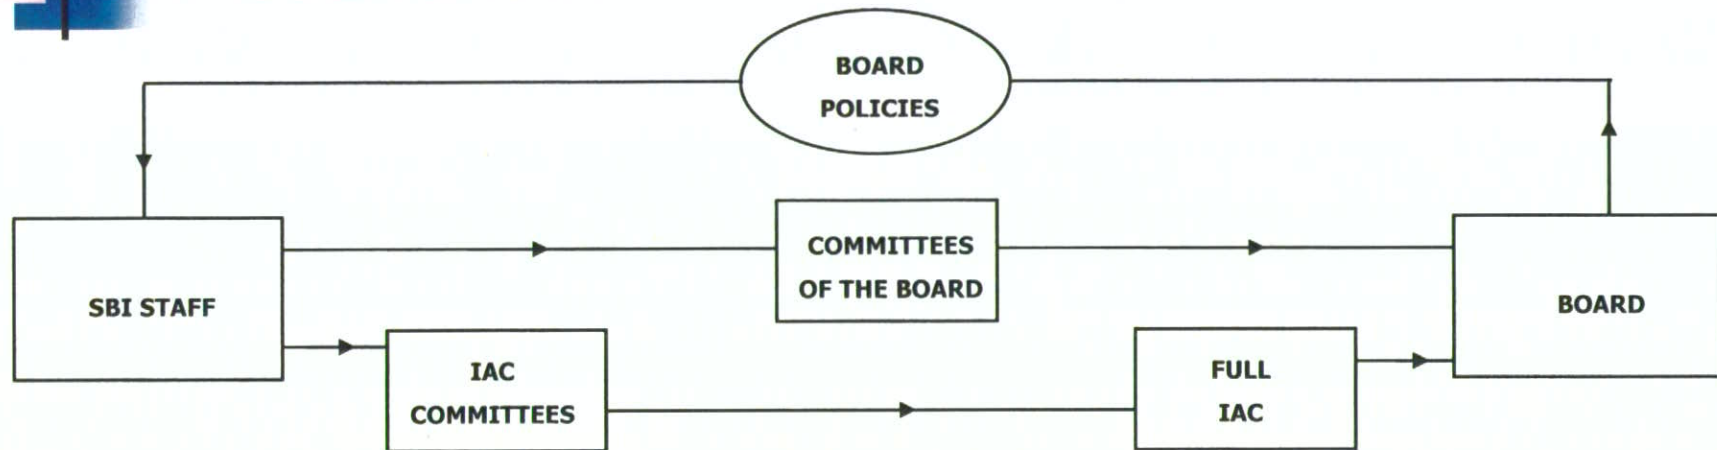 BOARD
POLICIES
COMMITTEES
OF THE BOARD
SBI STAFF
BOARD
IAC
COMMITTEES
FULL
IAC